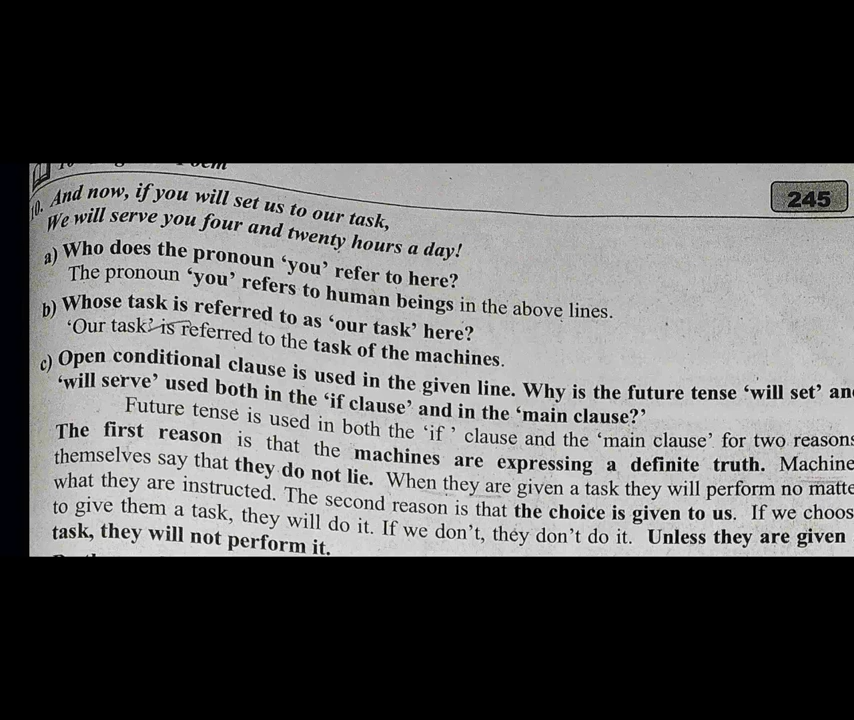 Poem
245
10. And now, if you will set us to our task,
We will serve you four and twenty hours a day!
a) Who does the pronoun ‘you’ refer to here?
The pronoun ‘you’ refers to human beings in the above lines.
b) Whose task is referred to as ‘our task’ here?
‘Our task’ is referred to the task of the machines.
c) Open conditional clause is used in the given line. Why is the future tense ‘will set’ an
‘will serve’ used both in the ‘if clause’ and in the ‘main clause?’
Future tense is used in both the ‘if ’ clause and the ‘main clause’ for two reasons
The first reason is that the machines are expressing a definite truth. Machine
themselves say that they do not lie. When they are given a task they will perform no matte
what they are instructed. The second reason is that the choice is given to us. If we choos
to give them a task, they will do it. If we don’t, they don’t do it. Unless they are given
task, they will not perform it.